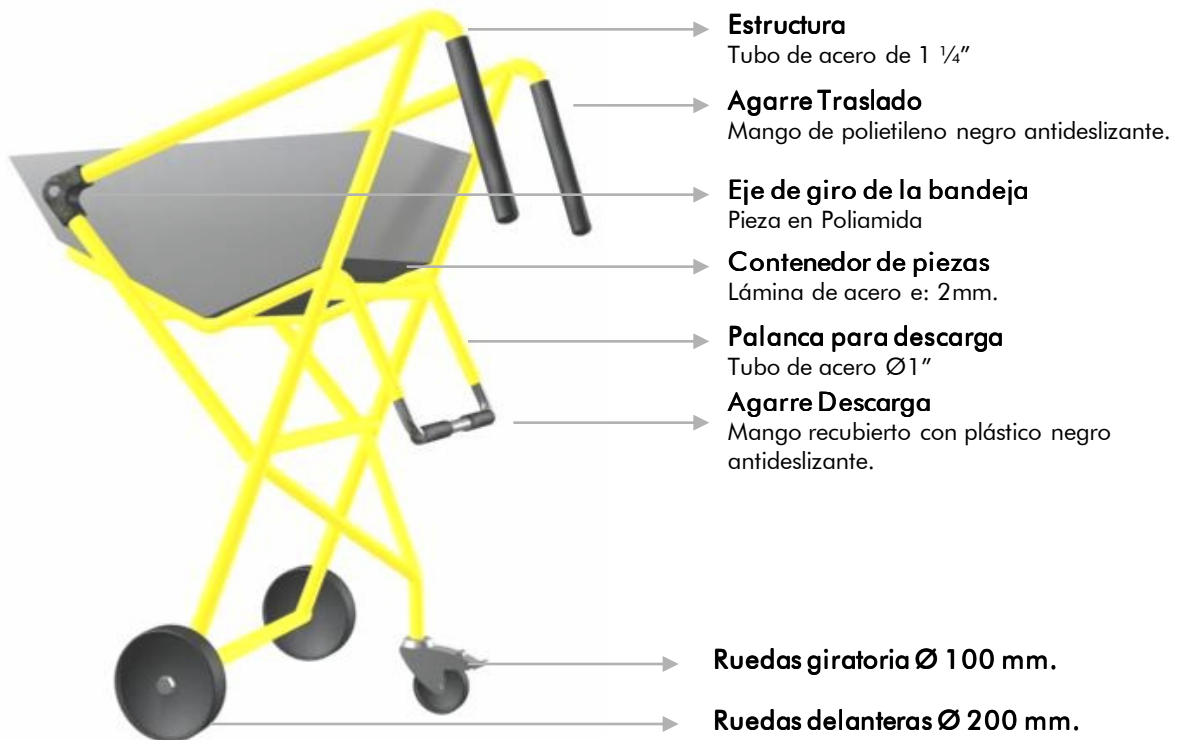 Estructura
Tubo de acero de 1 ¼”
Agarre Traslado
Mango de polietileno negro antideslizante.
Eje de giro de la bandeja
Pieza en Poliamida
Contenedor de piezas
Lámina de acero e: 2mm.
Palanca para descarga
Tubo de acero Ø1”
Agarre Descarga
Mango recubierto con plástico negro
antideslizante.
Ruedas giratoria Ø 100 mm.
Ruedas delanteras Ø 200 mm.